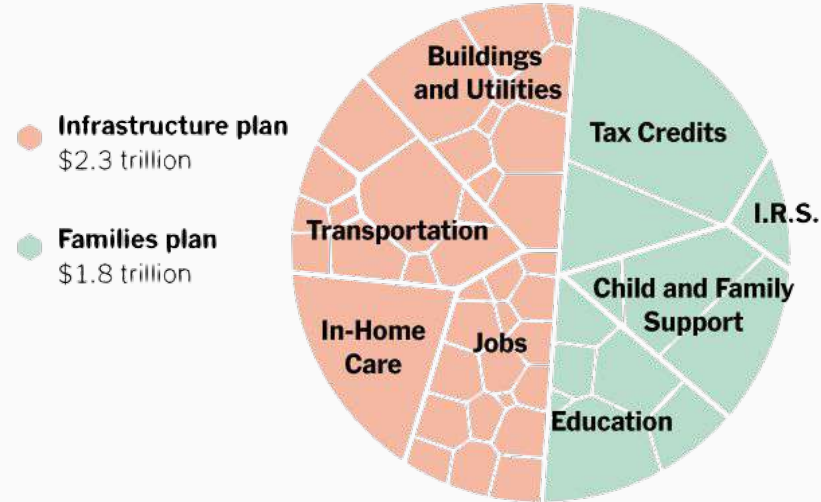 Infrastructure plan
$2.3 trillion
Families plan
$1.8 trillion
Buildings
and Utilities
Tax Credits
I.R.S.
Transportation
Child and Family
Support
In-Home
Care
Jobs
Education